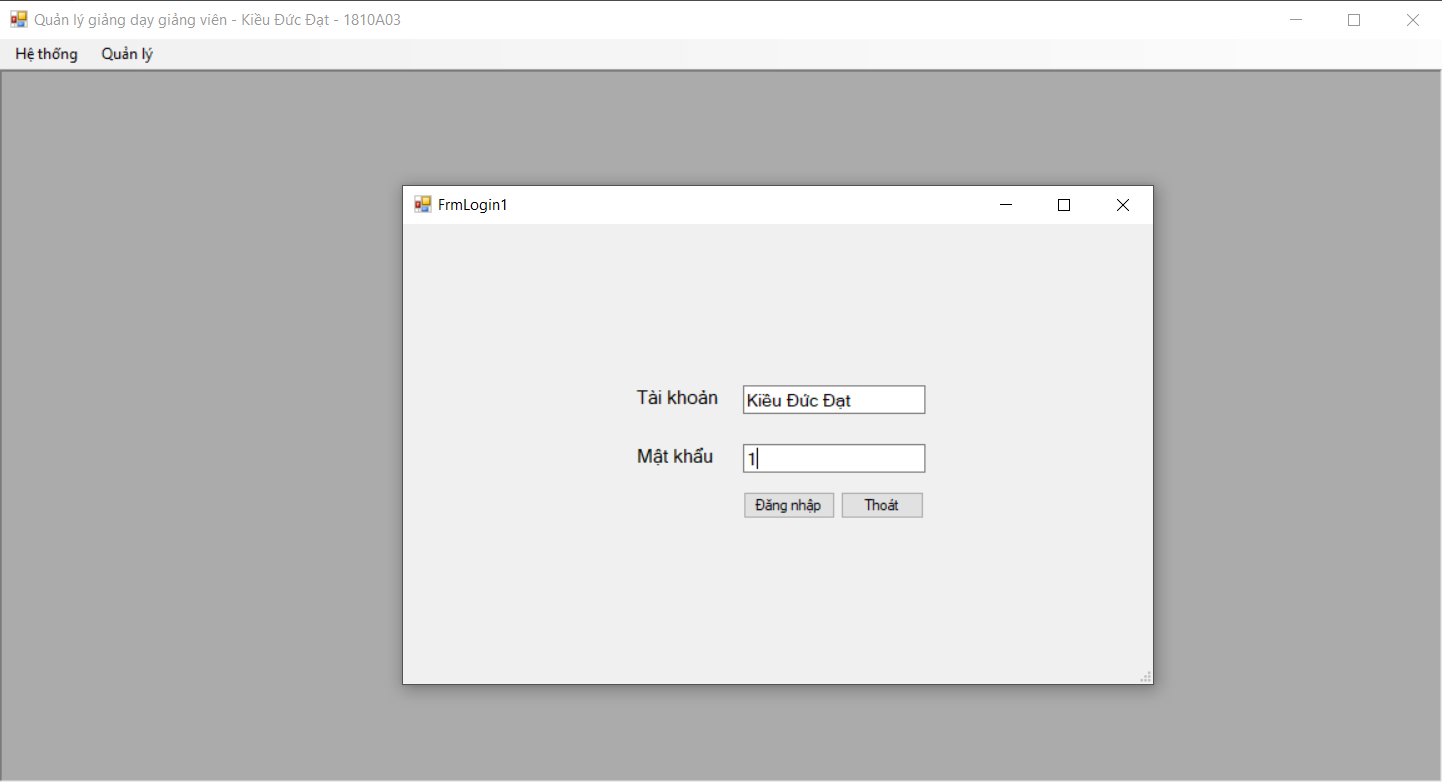 Quản lý giảng dạy giảng viên - Kiều Đức Đạt - 1810A03
Hệ thống Quản lý
FrmLogin1
Tài khoản Kiều Đức Đạt
Mật khẩu 1
Đăng nhập Thoát